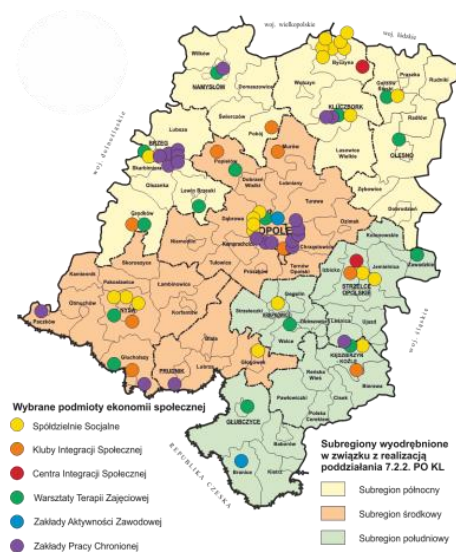 woj. wielkopolskie
woj. łódzkie
Wilków
NAMYSŁÓW
Domaszowice
Świerczów
Byczyna
Wołczyn
KLUCZBORK
Lasowice
Wielkie
Gorzów
Śląski
Praszka
Rudniki
Radłów
OLESNO
Zębowice
Dobrodzień
woj. dolnośląskie
Lubsza
BRZEG
Skarbimierz
Olszanka
Lewin Brzeski
Grodków
Pokój
Murów
Popielów
Dobrzeń
Wielki
Łubniany
Turawa
Dąbrowa
OPOLE
Ozimek
Komprachcice
Chrząstowice
Niemodlin
Tułowice
Prószków
Tarnów
Opolski
Skoroszyce
Kamiennik
Pakosławice
Łambinowice
Otmuchów
NYSA
Korfantów
Paczków
Głuchołazy
PRUDNIK
Biała
Lubrza
Kolonowskie
Zawadzkie
Izbicko
Jemielnica
STRZELCE
OPOLSKIE
Gogolin
Strzeleczki
KRAPKOWICE
Zdzieszowice
Leśnica
Ujazd
Walce
Głogówek
KĘDZIERZYN-
KOŹLE
woj. śląskie
Reńska
Wieś
Bierawa
Pawłowiczki
Cisek
Polska
Cerekiew
GŁUBCZYCE
Baborów
Branice
Kietrz
REPUBLIKA CZESKA
Wybrane podmioty ekonomii społecznej
Spółdzielnie Socjalne
Kluby Integracji Społecznej
Centra Integracji Społecznej
Warsztaty Terapii Zajęciowej
Zakłady Aktywności Zawodowej
Zakłady Pracy Chronionej
Subregiony wyodrębnione
w związku z realizacją
poddziałania 7.2.2. PO KL
Subregion północny
Subregion środkowy
Subregion południowy